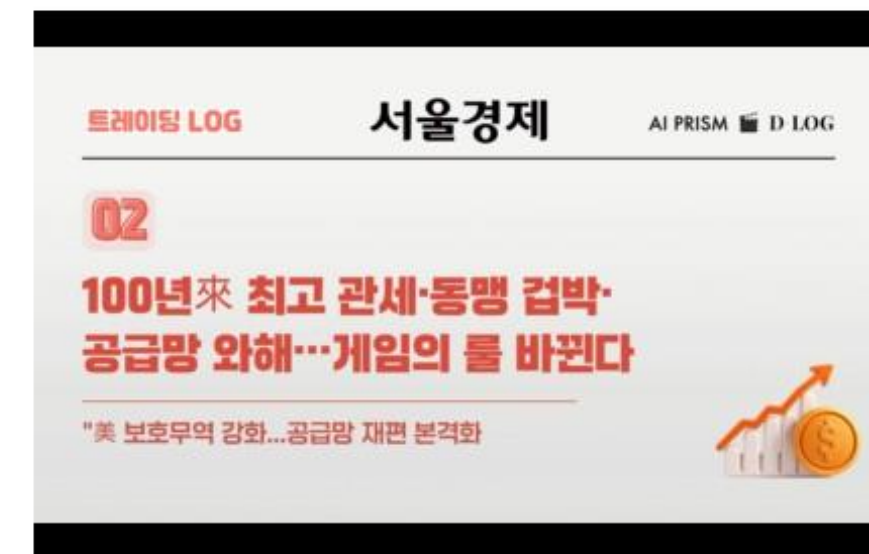 트레이딩 LOG
서울경제
AI PRISM D LOG
02
100년來 최고 관세·동맹 겁박·
공급망 와해…게임의 룰 바뀐다
"美 보호무역 강화...공급망 재편 본격화
$